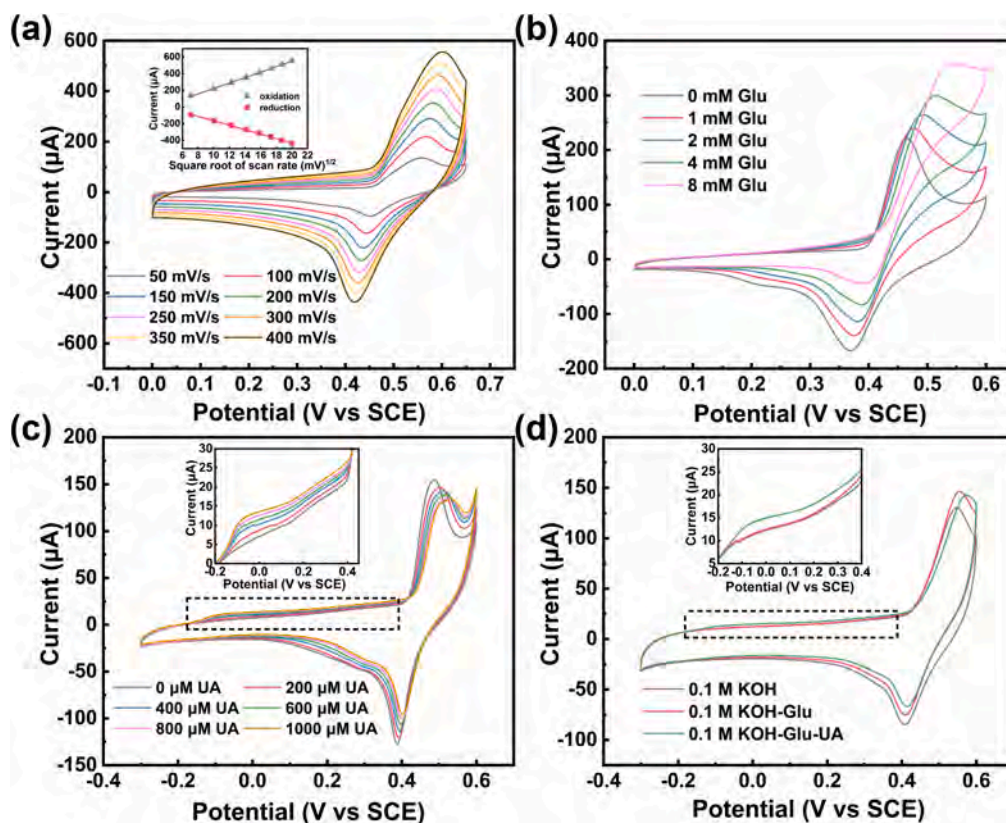 (a)
600
400
200
0
-200
-400
-600
Current (µA)
600
400
200
0
-200
-400
Current (µA)
oxidation
reduction
6 8 10 12 14 16 18 20 22
Square root of scan rate (mV)1/2
50 mV/s 100 mV/s
150 mV/s 200 mV/s
250 mV/s 300 mV/s
350 mV/s 400 mV/s
-0.1 0.0 0.1 0.2 0.3 0.4 0.5 0.6 0.7
Potential (V vs SCE)
(b)
400
300
200
100
0
-100
-200
Current (µA)
0 mM Glu
1 mM Glu
2 mM Glu
4 mM Glu
8 mM Glu
0.0 0.1 0.2 0.3 0.4 0.5 0.6
Potential (V vs SCE)
(c)
200
150
100
50
0
-50
-100
-150
Current (µA)
30
25
20
15
10
5
0
Current (µA)
-0.2 0.0 0.2 0.4
Potential (V vs SCE)
0 µM UA 200 µM UA
400 µM UA 600 µM UA
800 µM UA 1000 µM UA
-0.4 -0.2 0.0 0.2 0.4 0.6
Potential (V vs SCE)
(d)
200
150
100
50
0
-50
-100
Current (µA)
30
25
20
15
10
5
Current (µA)
-0.2 -0.1 0.0 0.1 0.2 0.3 0.4
Potential (V vs SCE)
0.1 M KOH
0.1 M KOH-Glu
0.1 M KOH-Glu-UA
-0.4 -0.2 0.0 0.2 0.4 0.6
Potential (V vs SCE)